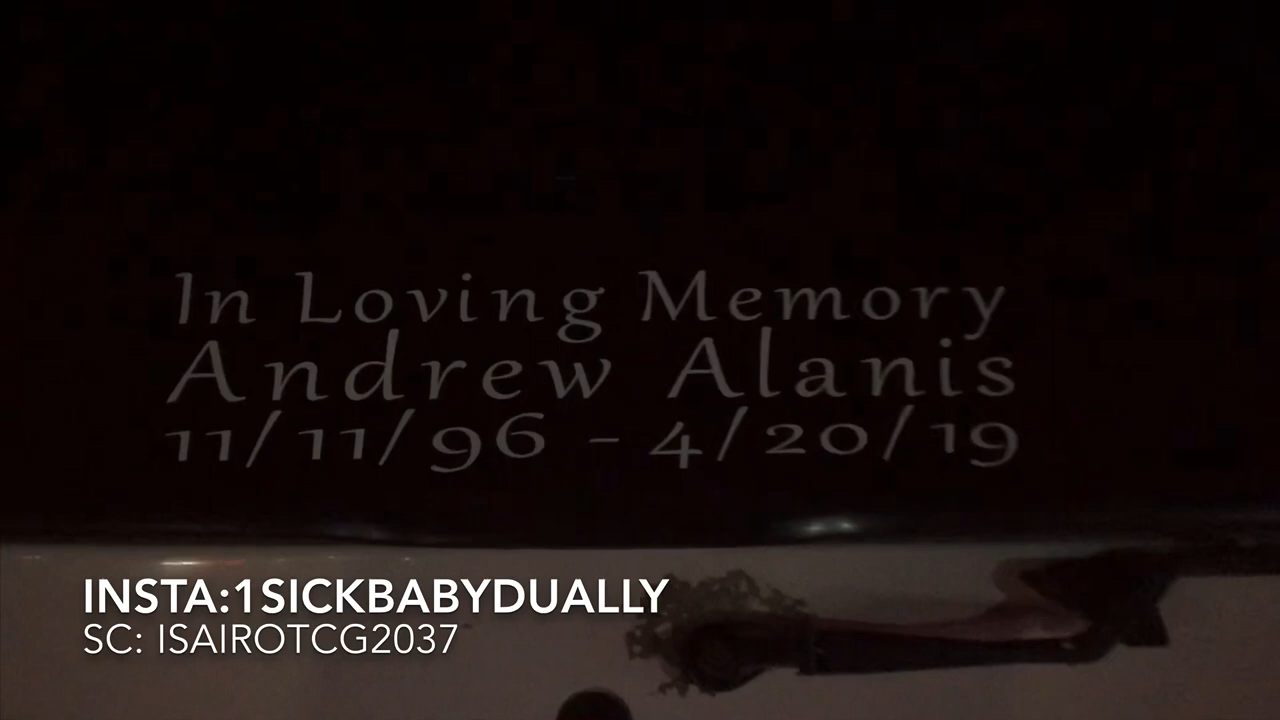 In Loving Memory
Andrew Alanis
11/11/96 - 4/20/19
INSTA:1SICKBABYDUALLY
SC: ISAIROTCG2037